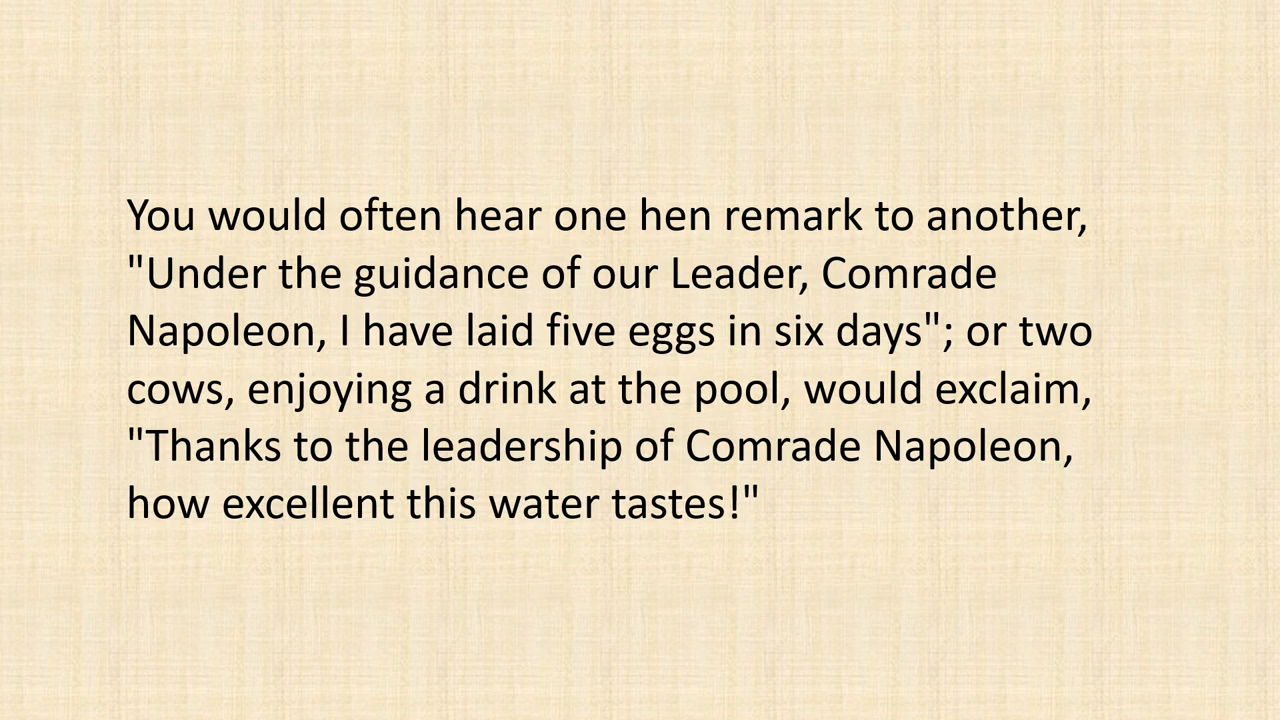 You would often hear one hen remark to another,
"Under the guidance of our Leader, Comrade
Napoleon, I have laid five eggs in six days"; or two
cows, enjoying a drink at the pool, would exclaim,
"Thanks to the leadership of Comrade Napoleon,
how excellent this water tastes!"